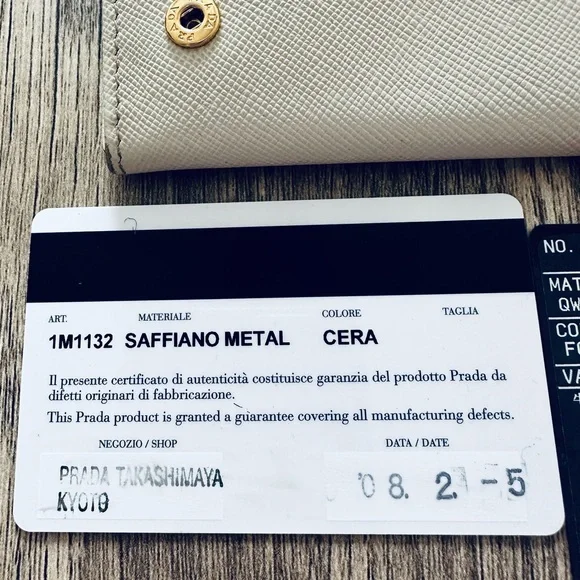 PRADA
ART. MATERIALE COLORE TAGLIA
1M1132 SAFFIANO METAL CERA
Il presente certificato di autenticità costituisce garanzia del prodotto Prada da
difetti originari di fabbricazione.
This Prada product is granted a guarantee covering all manufacturing defects.
NEGOZIO / SHOP DATA / DATE
PRADA TAKASHIMAYA
KYOTO
'08. 2. -5
NO.